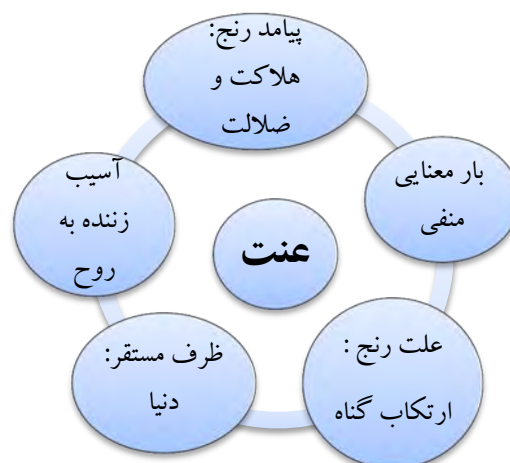 پیامد رنج:
هلاکت و
ضلالت
بار معنایی
منفی
علت رنج :
ارتکاب گناه
ظرف مستقر:
دنیا
آسیب
زننده به
روح
عنت